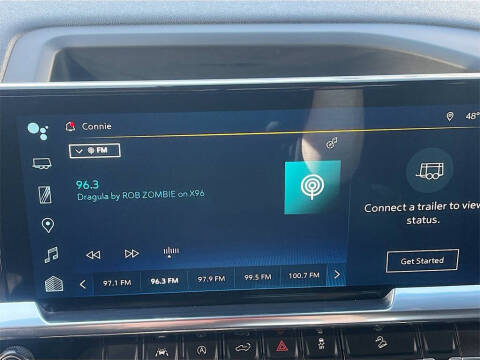 Connie
48°
FM
96.3
Dragula by ROB ZOMBIE on X96
Connect a trailer to view
status.
Get Started
97.1 FM
96.3 FM
97.9 FM
99.5 FM
100.7 FM